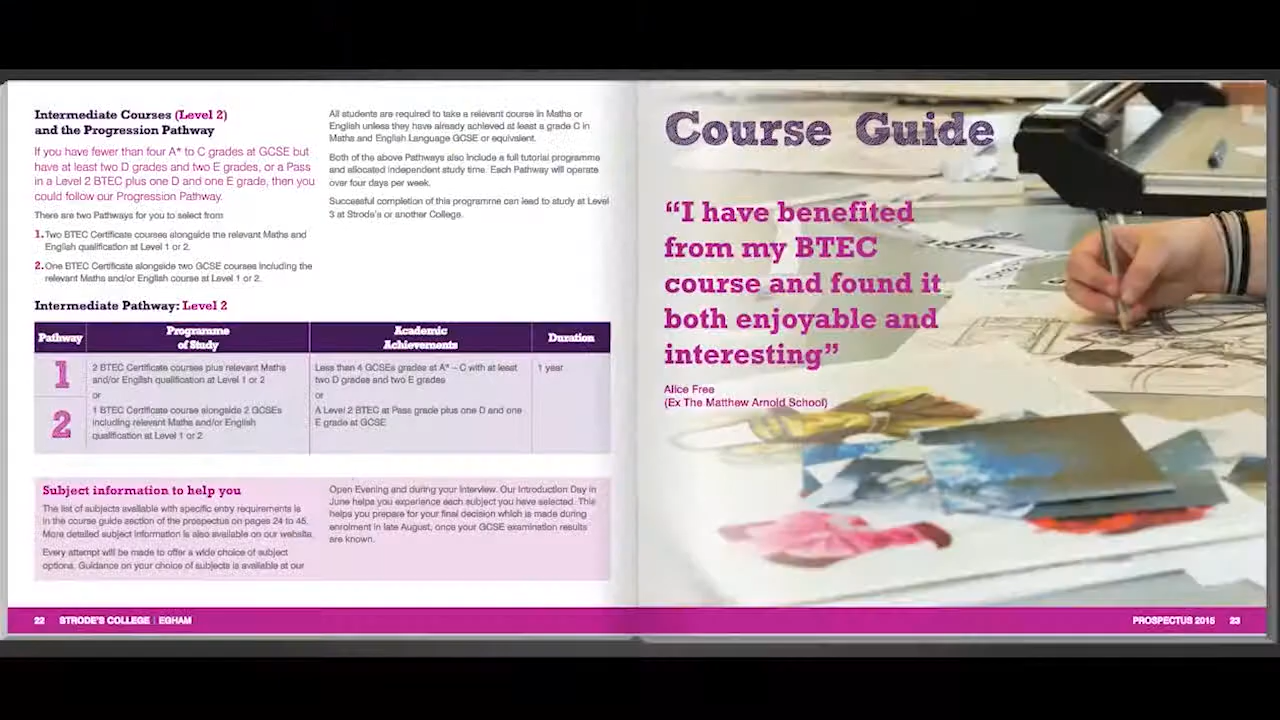 Intermediate Courses (Level 2)
and the Progression Pathway
If you have fewer than four A* to C grades at GCSE but
have at least two D grades and two E grades, or a Pass
in a Level 2 BTEC plus one D and one E grade, then you
could follow our Progression Pathway.
There are two Pathways for you to select from
1. Two BTEC Certificate courses alongside the relevant Maths and
English qualification at Level 1 or 2.
2. One BTEC Certificate alongside two GCSE courses including the
relevant Maths and/or English course at Level 1 or 2.
All students are required to take a relevant course in Maths or
English unless they have already achieved at least a grade C in
Maths and English Language GCSE or equivalent.
Both of the above Pathways also include a full tutorial programme
and allocated independent study time. Each Pathway will operate
over four days per week.
Successful completion of this programme can lead to study at Level
3 at Strode's or another College.
Intermediate Pathway: Level 2
Pathway
Programme
of Study
Academic
Achievements
Duration
1
2 BTEC Certificate courses plus relevant Maths
and/or English qualification at Level 1 or 2
or
2
1 BTEC Certificate course alongside 2 GCSEs
including relevant Maths and/or English
qualification at Level 1 or 2
Less than 4 GCSEs grades at A* – C with at least
two D grades and two E grades
or
A Level 2 BTEC at Pass grade plus one D and one
E grade at GCSE
1 year
Subject information to help you
The list of subjects available with specific entry requirements is
in the course guide section of the prospectus on pages 24 to 45.
More detailed subject information is also available on our website.
Every attempt will be made to offer a wide choice of subject
options. Guidance on your choice of subjects is available at our
Open Evening and during your interview. Our Introduction Day in
June helps you experience each subject you have selected. This
helps you prepare for your final decision which is made during
enrolment in late August, once your GCSE examination results
are known.
22 STRODE'S COLLEGE | EGHAM
Course Guide
“I have benefited
from my BTEC
course and found it
both enjoyable and
interesting”
Alice Free
(Ex The Matthew Arnold School)
PROSPECTUS 2015 23